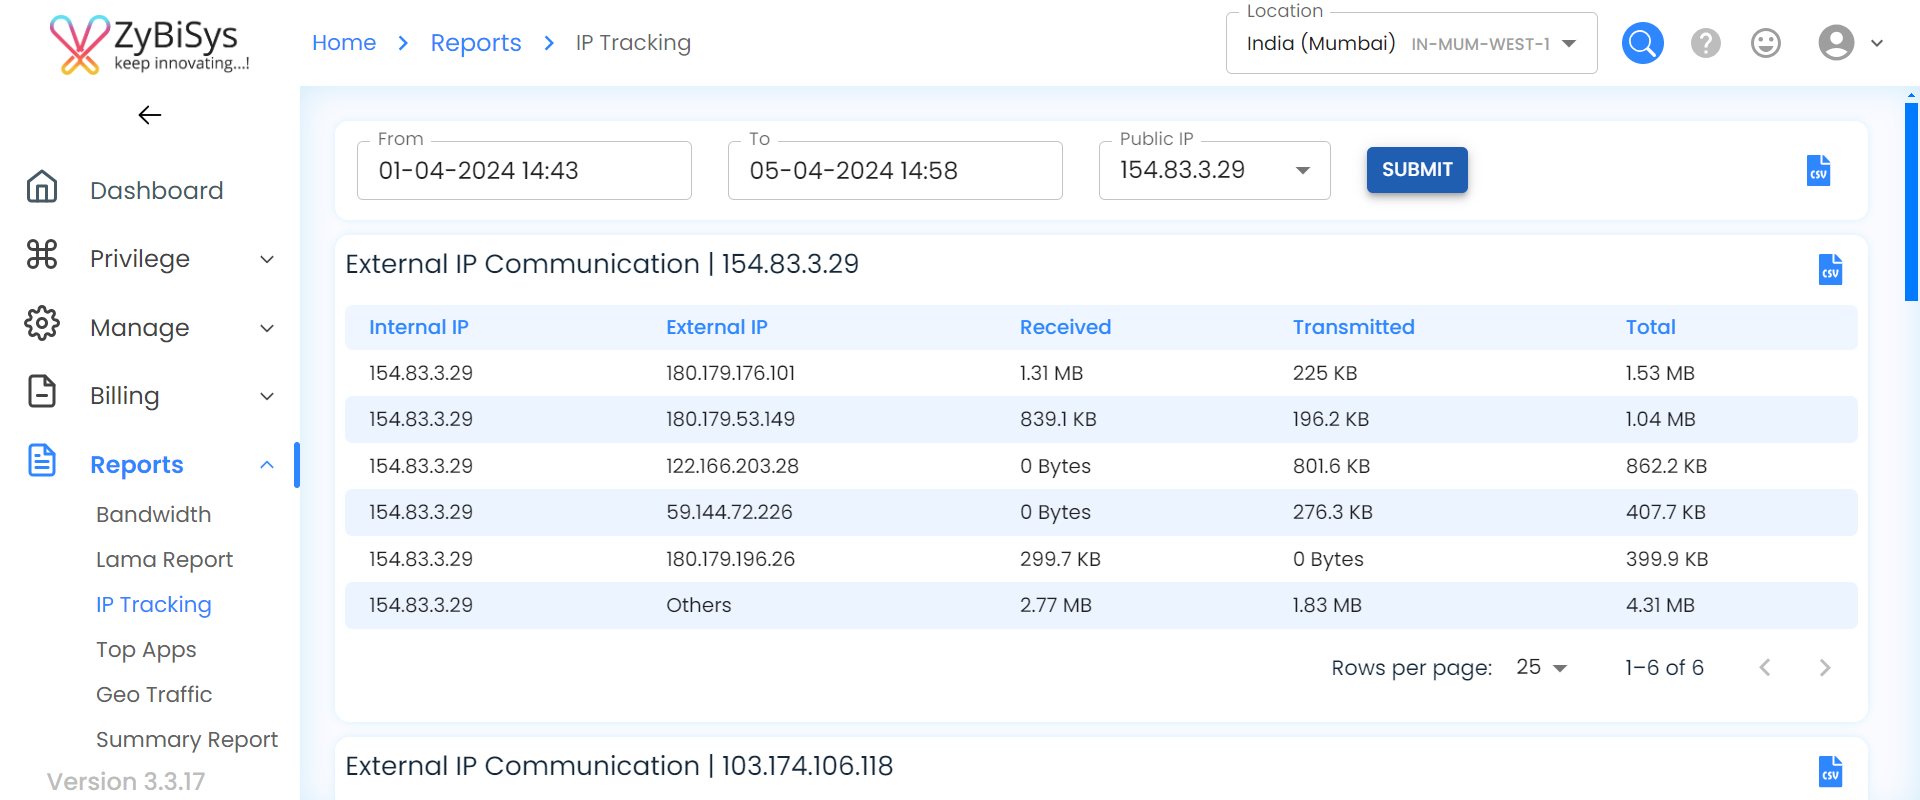 ZyBiSys
keep innovating...!
Home > Reports > IP Tracking
Location
India (Mumbai) IN-MUM-WEST-1
Dashboard
Privilege
Manage
Billing
Reports
Bandwidth
Lama Report
IP Tracking
Top Apps
Geo Traffic
Summary Report
Version 3.3.17
From
01-04-2024 14:43
To
05-04-2024 14:58
Public IP
154.83.3.29
SUBMIT
CSV
External IP Communication | 154.83.3.29
CSV
Internal IP External IP Received Transmitted Total
154.83.3.29 180.179.176.101 1.31 MB 225 KB 1.53 MB
154.83.3.29 180.179.53.149 839.1 KB 196.2 KB 1.04 MB
154.83.3.29 122.166.203.28 0 Bytes 801.6 KB 862.2 KB
154.83.3.29 59.144.72.226 0 Bytes 276.3 KB 407.7 KB
154.83.3.29 180.179.196.26 299.7 KB 0 Bytes 399.9 KB
154.83.3.29 Others 2.77 MB 1.83 MB 4.31 MB
Rows per page: 25 1–6 of 6
External IP Communication | 103.174.106.118
CSV